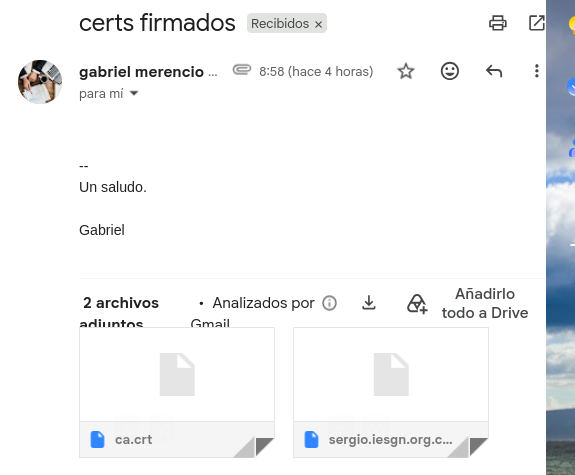 certs firmados Recibidos ×
gabriel merencio ... 8:58 (hace 4 horas)
para mí
--
Un saludo.
Gabriel
2 archivos adjuntos • Analizados por Gmail
Añadirlo todo a Drive
ca.crt
sergio.iesgn.org.c...